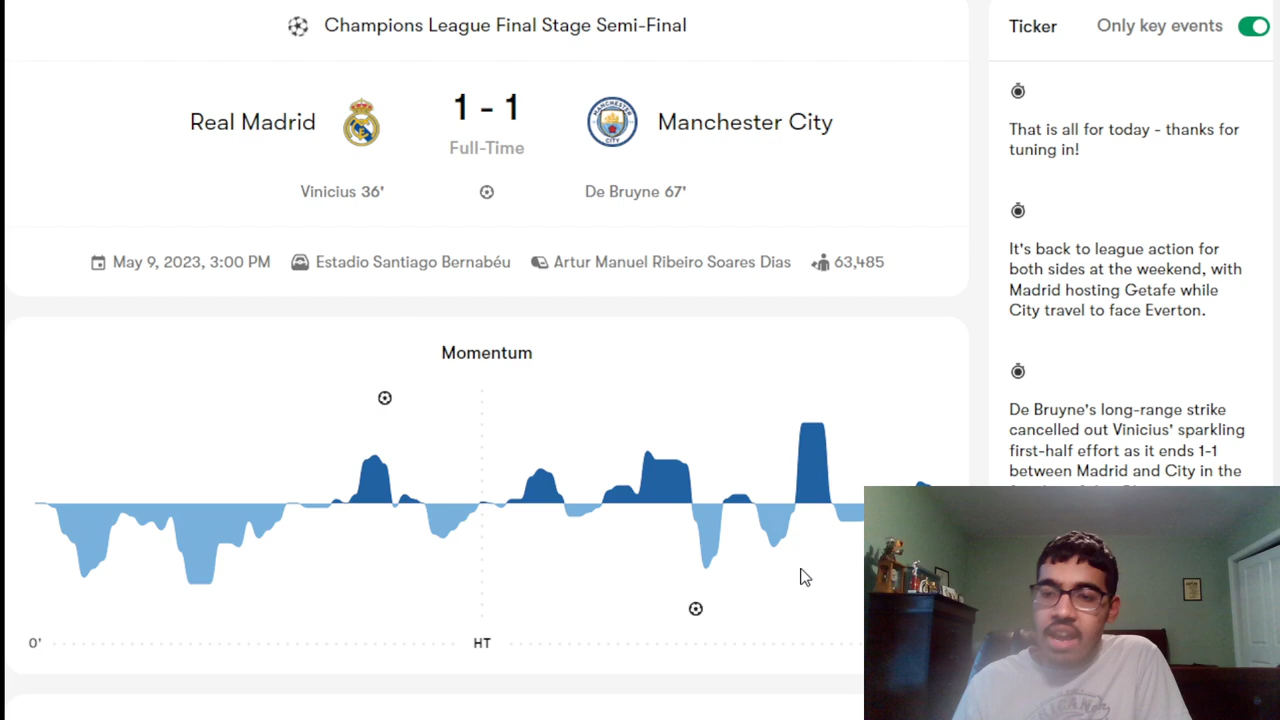 Champions League Final Stage Semi-Final
Real Madrid
1 - 1
Full-Time
MANCHESTER
CITY
Manchester City
Vinicius 36'
De Bruyne 67'
May 9, 2023, 3:00 PM
Estadio Santiago Bernabéu
Artur Manuel Ribeiro Soares Dias
63,485
Momentum
0'
HT
Ticker
Only key events
That is all for today - thanks for
tuning in!
It's back to league action for
both sides at the weekend, with
Madrid hosting Getafe while
City travel to face Everton.
De Bruyne's long-range strike
cancelled out Vinicius' sparkling
first-half effort as it ends 1-1
between Madrid and City in the